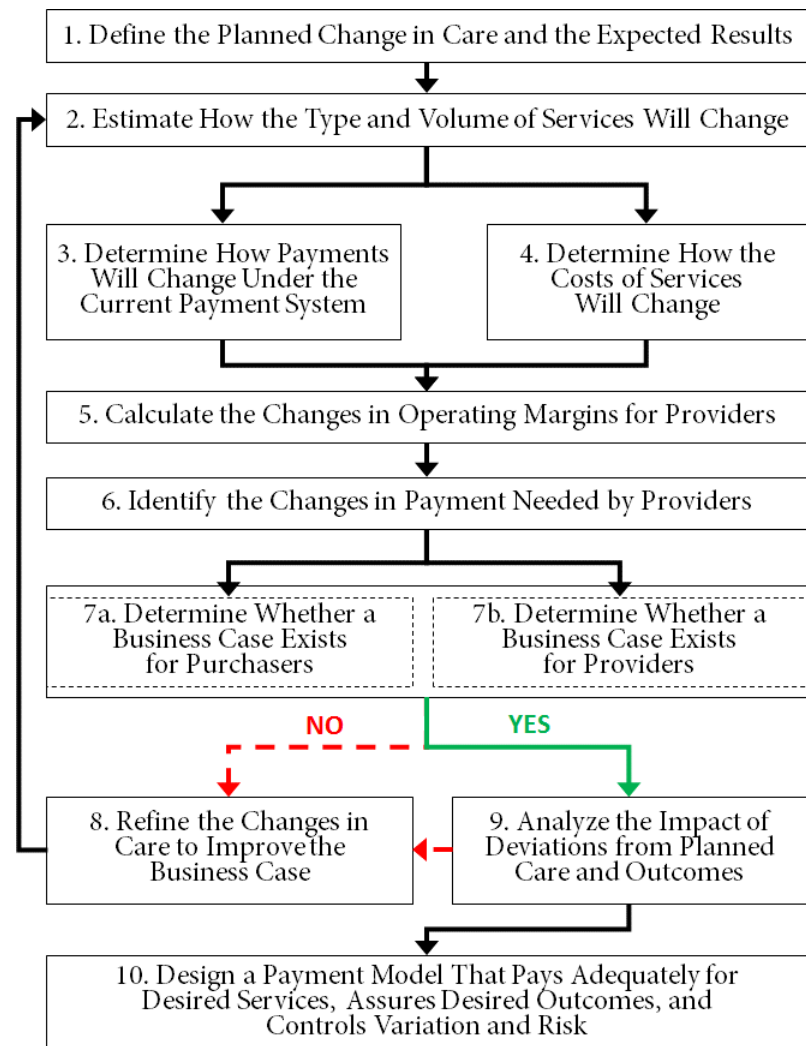 1. Define the Planned Change in Care and the Expected Results
2. Estimate How the Type and Volume of Services Will Change
3. Determine How Payments
Will Change Under the
Current Payment System
4. Determine How the
Costs of Services
Will Change
5. Calculate the Changes in Operating Margins for Providers
6. Identify the Changes in Payment Needed by Providers
7a. Determine Whether a
Business Case Exists
for Purchasers
7b. Determine Whether a
Business Case Exists
for Providers
NO
YES
8. Refine the Changes in
Care to Improve the
Business Case
9. Analyze the Impact of
Deviations from Planned
Care and Outcomes
10. Design a Payment Model That Pays Adequately for
Desired Services, Assures Desired Outcomes, and
Controls Variation and Risk